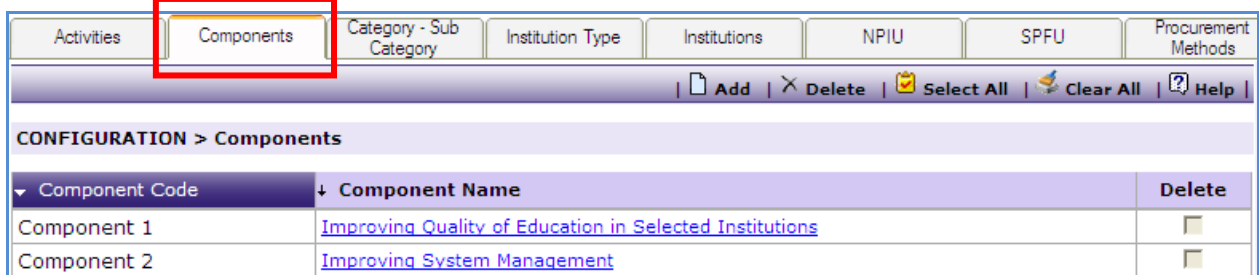 Activities Components Category - Sub Category Institution Type Institutions NPIU SPFU Procurement Methods
| Add | Delete | Select All | Clear All | Help |
CONFIGURATION > Components
Component Code Component Name Delete
Component 1 Improving Quality of Education in Selected Institutions
Component 2 Improving System Management